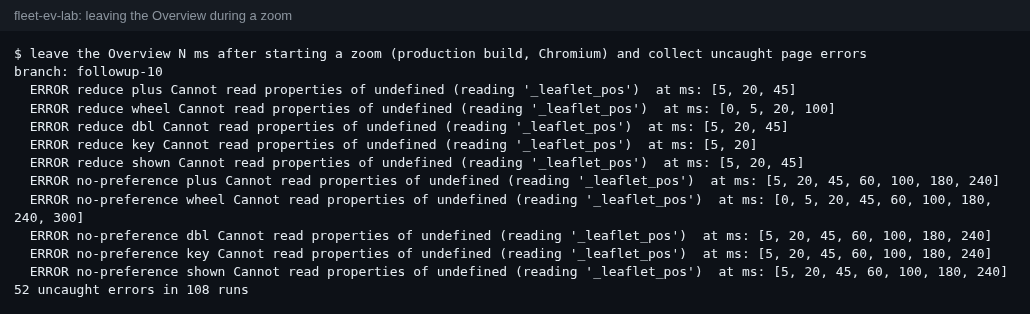 fleet-ev-lab: leaving the Overview during a zoom
$ leave the Overview N ms after starting a zoom (production build, Chromium) and collect uncaught page errors
branch: followup-10
ERROR reduce plus Cannot read properties of undefined (reading '_leaflet_pos')  at ms: [5, 20, 45]
ERROR reduce wheel Cannot read properties of undefined (reading '_leaflet_pos')  at ms: [0, 5, 20, 100]
ERROR reduce dbl Cannot read properties of undefined (reading '_leaflet_pos')  at ms: [5, 20, 45]
ERROR reduce key Cannot read properties of undefined (reading '_leaflet_pos')  at ms: [5, 20]
ERROR reduce shown Cannot read properties of undefined (reading '_leaflet_pos')  at ms: [5, 20, 45]
ERROR no-preference plus Cannot read properties of undefined (reading '_leaflet_pos')  at ms: [5, 20, 45, 60, 100, 180, 240]
ERROR no-preference wheel Cannot read properties of undefined (reading '_leaflet_pos')  at ms: [0, 5, 20, 45, 60, 100, 180,
240, 300]
ERROR no-preference dbl Cannot read properties of undefined (reading '_leaflet_pos')  at ms: [5, 20, 45, 60, 100, 180, 240]
ERROR no-preference key Cannot read properties of undefined (reading '_leaflet_pos')  at ms: [5, 20, 45, 60, 100, 180, 240]
ERROR no-preference shown Cannot read properties of undefined (reading '_leaflet_pos')  at ms: [5, 20, 45, 60, 100, 180, 240]
52 uncaught errors in 108 runs